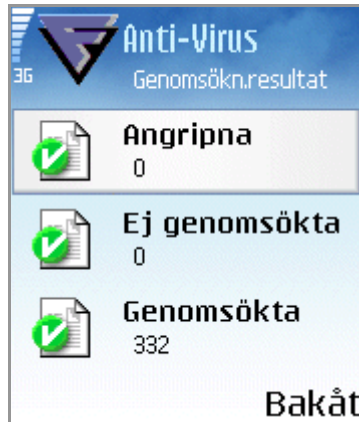 Anti-Virus
3G
Genomsökn.resultat
Angripna
0
Ej genomsökta
0
Genomsökta
332
Bakåt